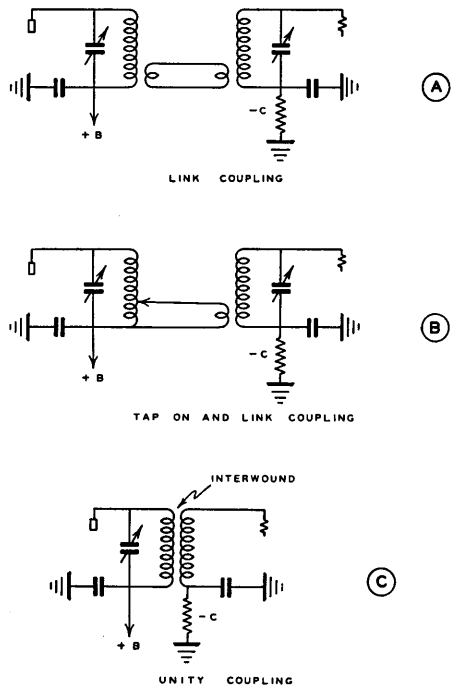 A
- C
+ B
LINK COUPLING
B
- C
+ B
TAP ON AND LINK COUPLING
INTERWOUND
C
- C
+ B
UNITY COUPLING